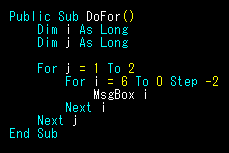 Public Sub DoFor()
    Dim i As Long
    Dim j As Long

    For j = 1 To 2
        For i = 6 To 0 Step -2
            MsgBox i
        Next i
    Next j
End Sub